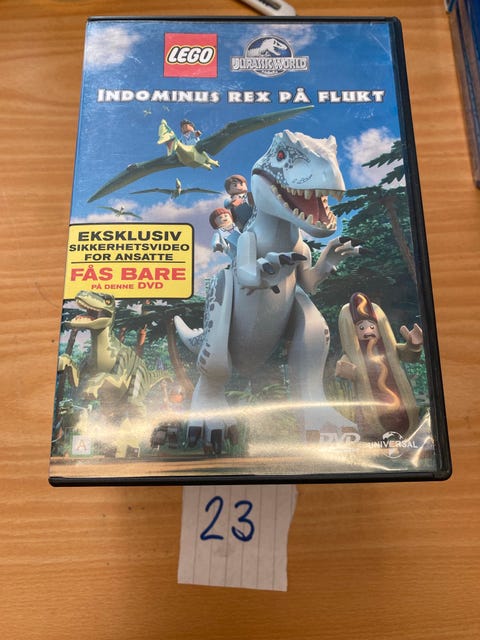 LEGO
JURASSIC WORLD
INDOMINUS REX PÅ FLUKT
EKSKLUSIV
SIKKERHETSVIDEO
FOR ANSATTE
FÅS BARE
PÅ DENNE DVD
A
DVD
UNIVERSAL
23